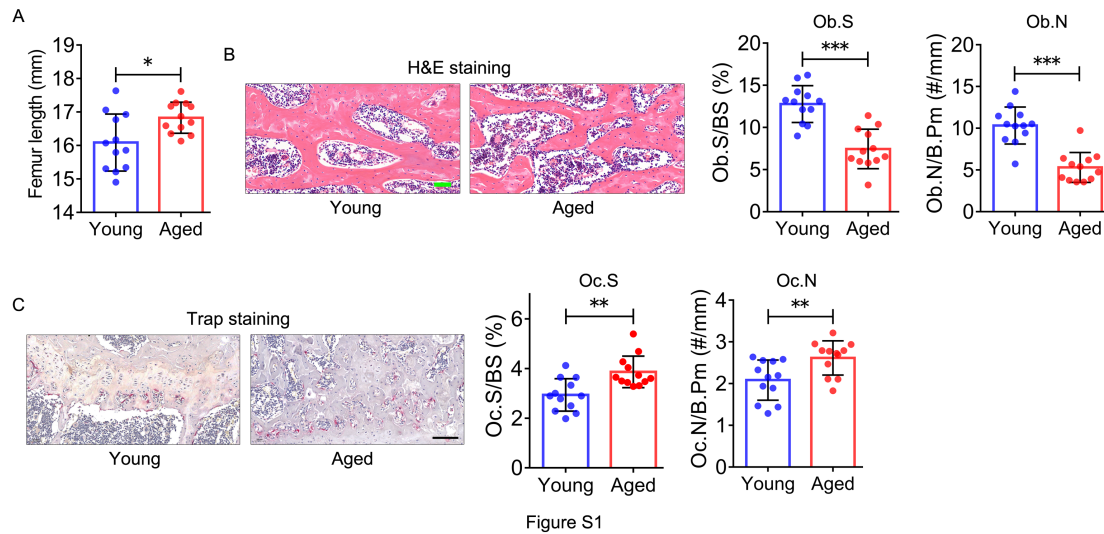 A
Femur length (mm)
19
18
17
16
15
14
*
Young
Aged
B
H&E staining
Young
Aged
Ob.S
Ob.S/BS (%)
20
15
10
5
0
***
Young
Aged
Ob.N
Ob.N/B.Pm (#/mm)
20
15
10
5
0
***
Young
Aged
C
Trap staining
Young
Aged
Oc.S
Oc.S/BS (%)
6
4
2
0
**
Young
Aged
Oc.N
Oc.N/B.Pm (#/mm)
4
3
2
1
0
**
Young
Aged
Figure S1